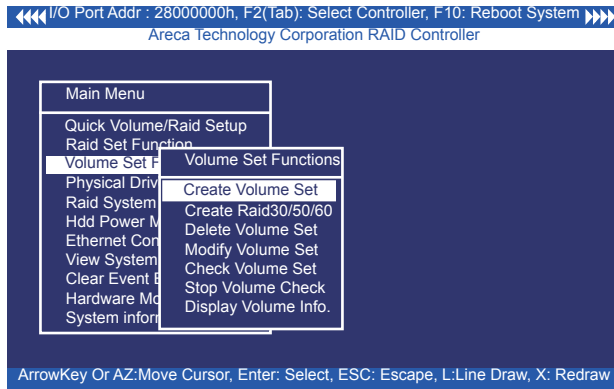 I/O Port Addr : 28000000h, F2(Tab): Select Controller, F10: Reboot System
Areca Technology Corporation RAID Controller
Main Menu
Quick Volume/Raid Setup
Raid Set Function
Volume Set F
Physical Driv
Raid System
Hdd Power M
Ethernet Con
View System
Clear Event B
Hardware Mo
System inforr
Volume Set Functions
Create Volume Set
Create Raid30/50/60
Delete Volume Set
Modify Volume Set
Check Volume Set
Stop Volume Check
Display Volume Info.
ArrowKey Or AZ:Move Cursor, Enter: Select, ESC: Escape, L:Line Draw, X: Redraw